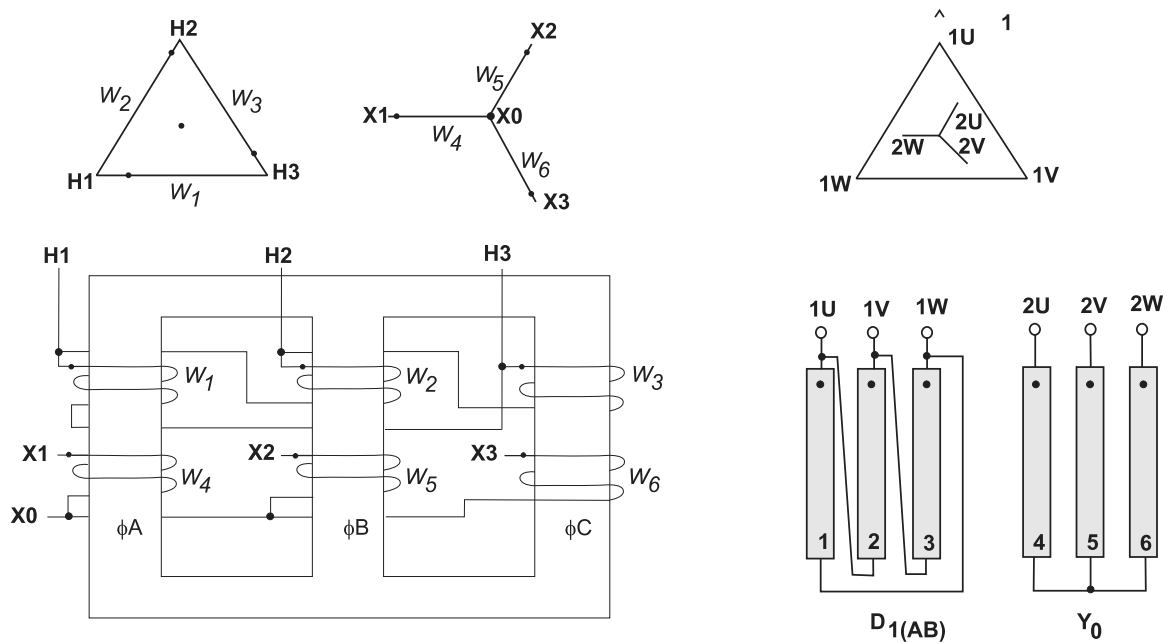 H2
W2
W3
H1
W1
H3
X2
W5
X1
X0
W4
W6
X3
^ 1
1U
2U
2W
2V
1W
1V
H1
H2
H3
W1
W2
W3
X1
X2
X3
W4
W5
W6
X0
ϕA
ϕB
ϕC
1U 1V 1W
2U 2V 2W
1 2 3
4 5 6
D1(AB)
Y0